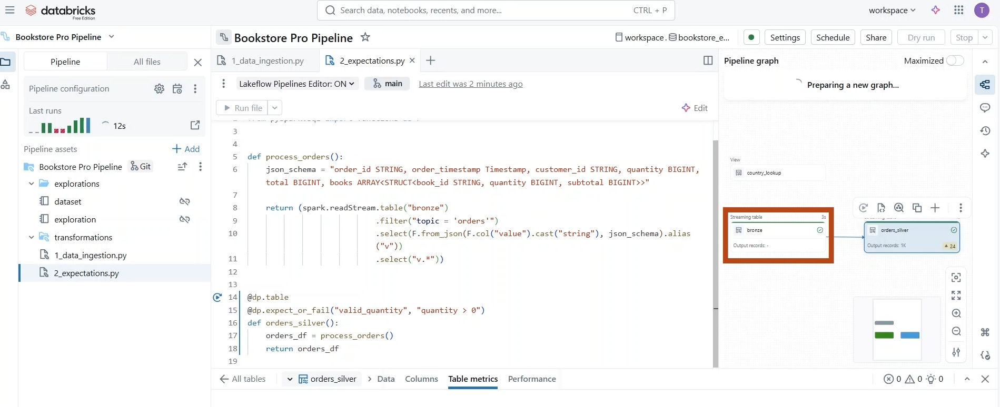 databricks
Free Edition
Search data, notebooks, recents, and more...
CTRL + P
workspace
T
Bookstore Pro Pipeline
Bookstore Pro Pipeline
workspace. bookstore_e...
Settings
Schedule
Share
Dry run
Stop
Pipeline
All files
1_data_ingestion.py
2_expectations.py
Pipeline graph
Maximized
Pipeline configuration
Lakeflow Pipelines Editor: ON
main
Last edit was 2 minutes ago
Preparing a new graph...
Last runs
12s
Run file
Edit
Pipeline assets
Add
Bookstore Pro Pipeline
Git
explorations
dataset
exploration
transformations
1_data_ingestion.py
2_expectations.py
3
4
5 def process_orders():
6 json_schema = "order_id STRING, order_timestamp Timestamp, customer_id STRING, quantity BIGINT,
total BIGINT, books ARRAY<STRUCT<book_id STRING, quantity BIGINT, subtotal BIGINT>>"
7
8 return (spark.readStream.table("bronze")
9 .filter("topic = 'orders'")
10 .select(F.from_json(F.col("value").cast("string"), json_schema).alias
("v"))
11 .select("v.*"))
12
13
14 @dp.table
15 @dp.expect_or_fail("valid_quantity", "quantity > 0")
16 def orders_silver():
17 orders_df = process_orders()
18 return orders_df
19
View
country_lookup
Streaming table 3s
bronze
Output records: -
orders_silver
Output records: 1K
24
All tables
orders_silver
Data
Columns
Table metrics
Performance
0
0
0